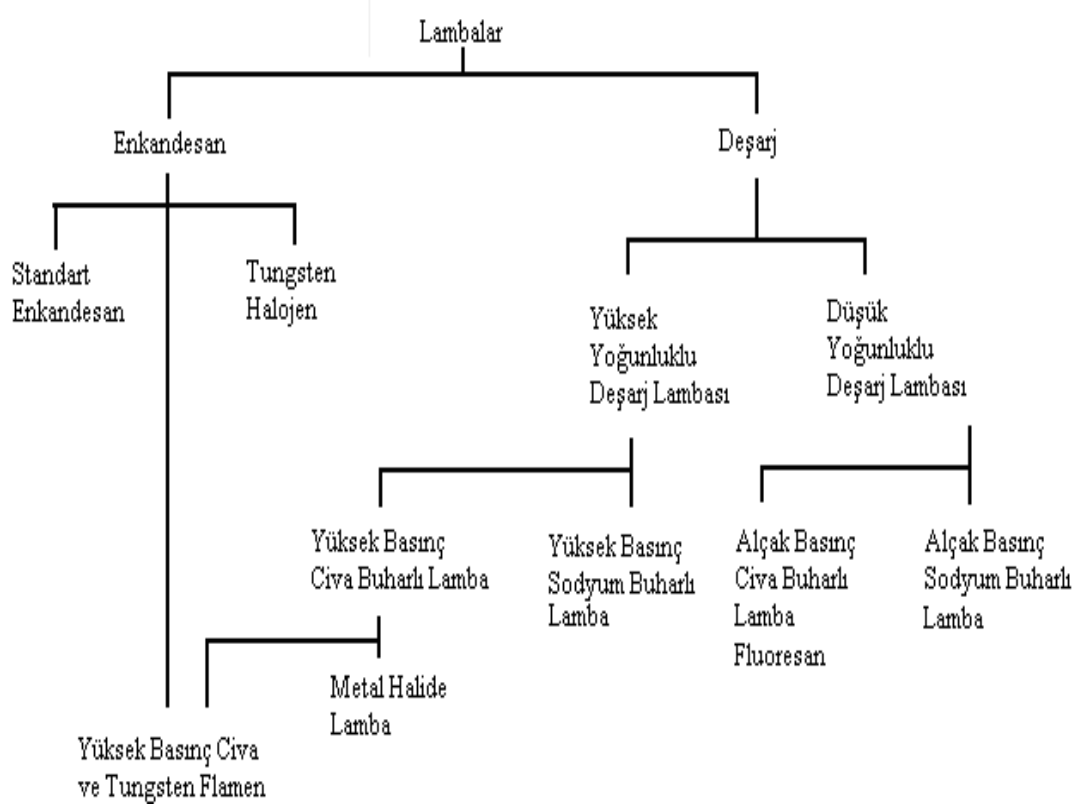 Lambalar
Enkandesan
Deşarj
Standart
Enkandesan
Tungsten
Halojen
Yüksek
Yoğunluklu
Deşarj Lambası
Düşük
Yoğunluklu
Deşarj Lambası
Yüksek Basınç
Civa Buharlı Lamba
Yüksek Basınç
Sodyum Buharlı
Lamba
Alçak Basınç
Civa Buharlı
Lamba
Fluoresan
Alçak Basınç
Sodyum Buharlı
Lamba
Metal Halide
Lamba
Yüksek Basınç Civa
ve Tungsten Flamen